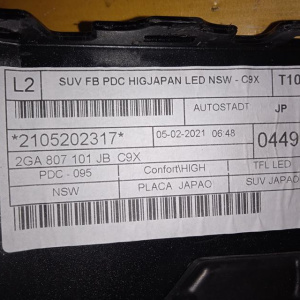 L2 SUV FB PDC HIGJAPAN LED NSW - C9X T10
AUTOSTADT JP
*2105202317* 05-02-2021 06:48 0449
2GA 807 101 JB C9X
PDC - 095 Confort\HIGH TFL LED
NSW PLACA JAPAO SUV JAPA